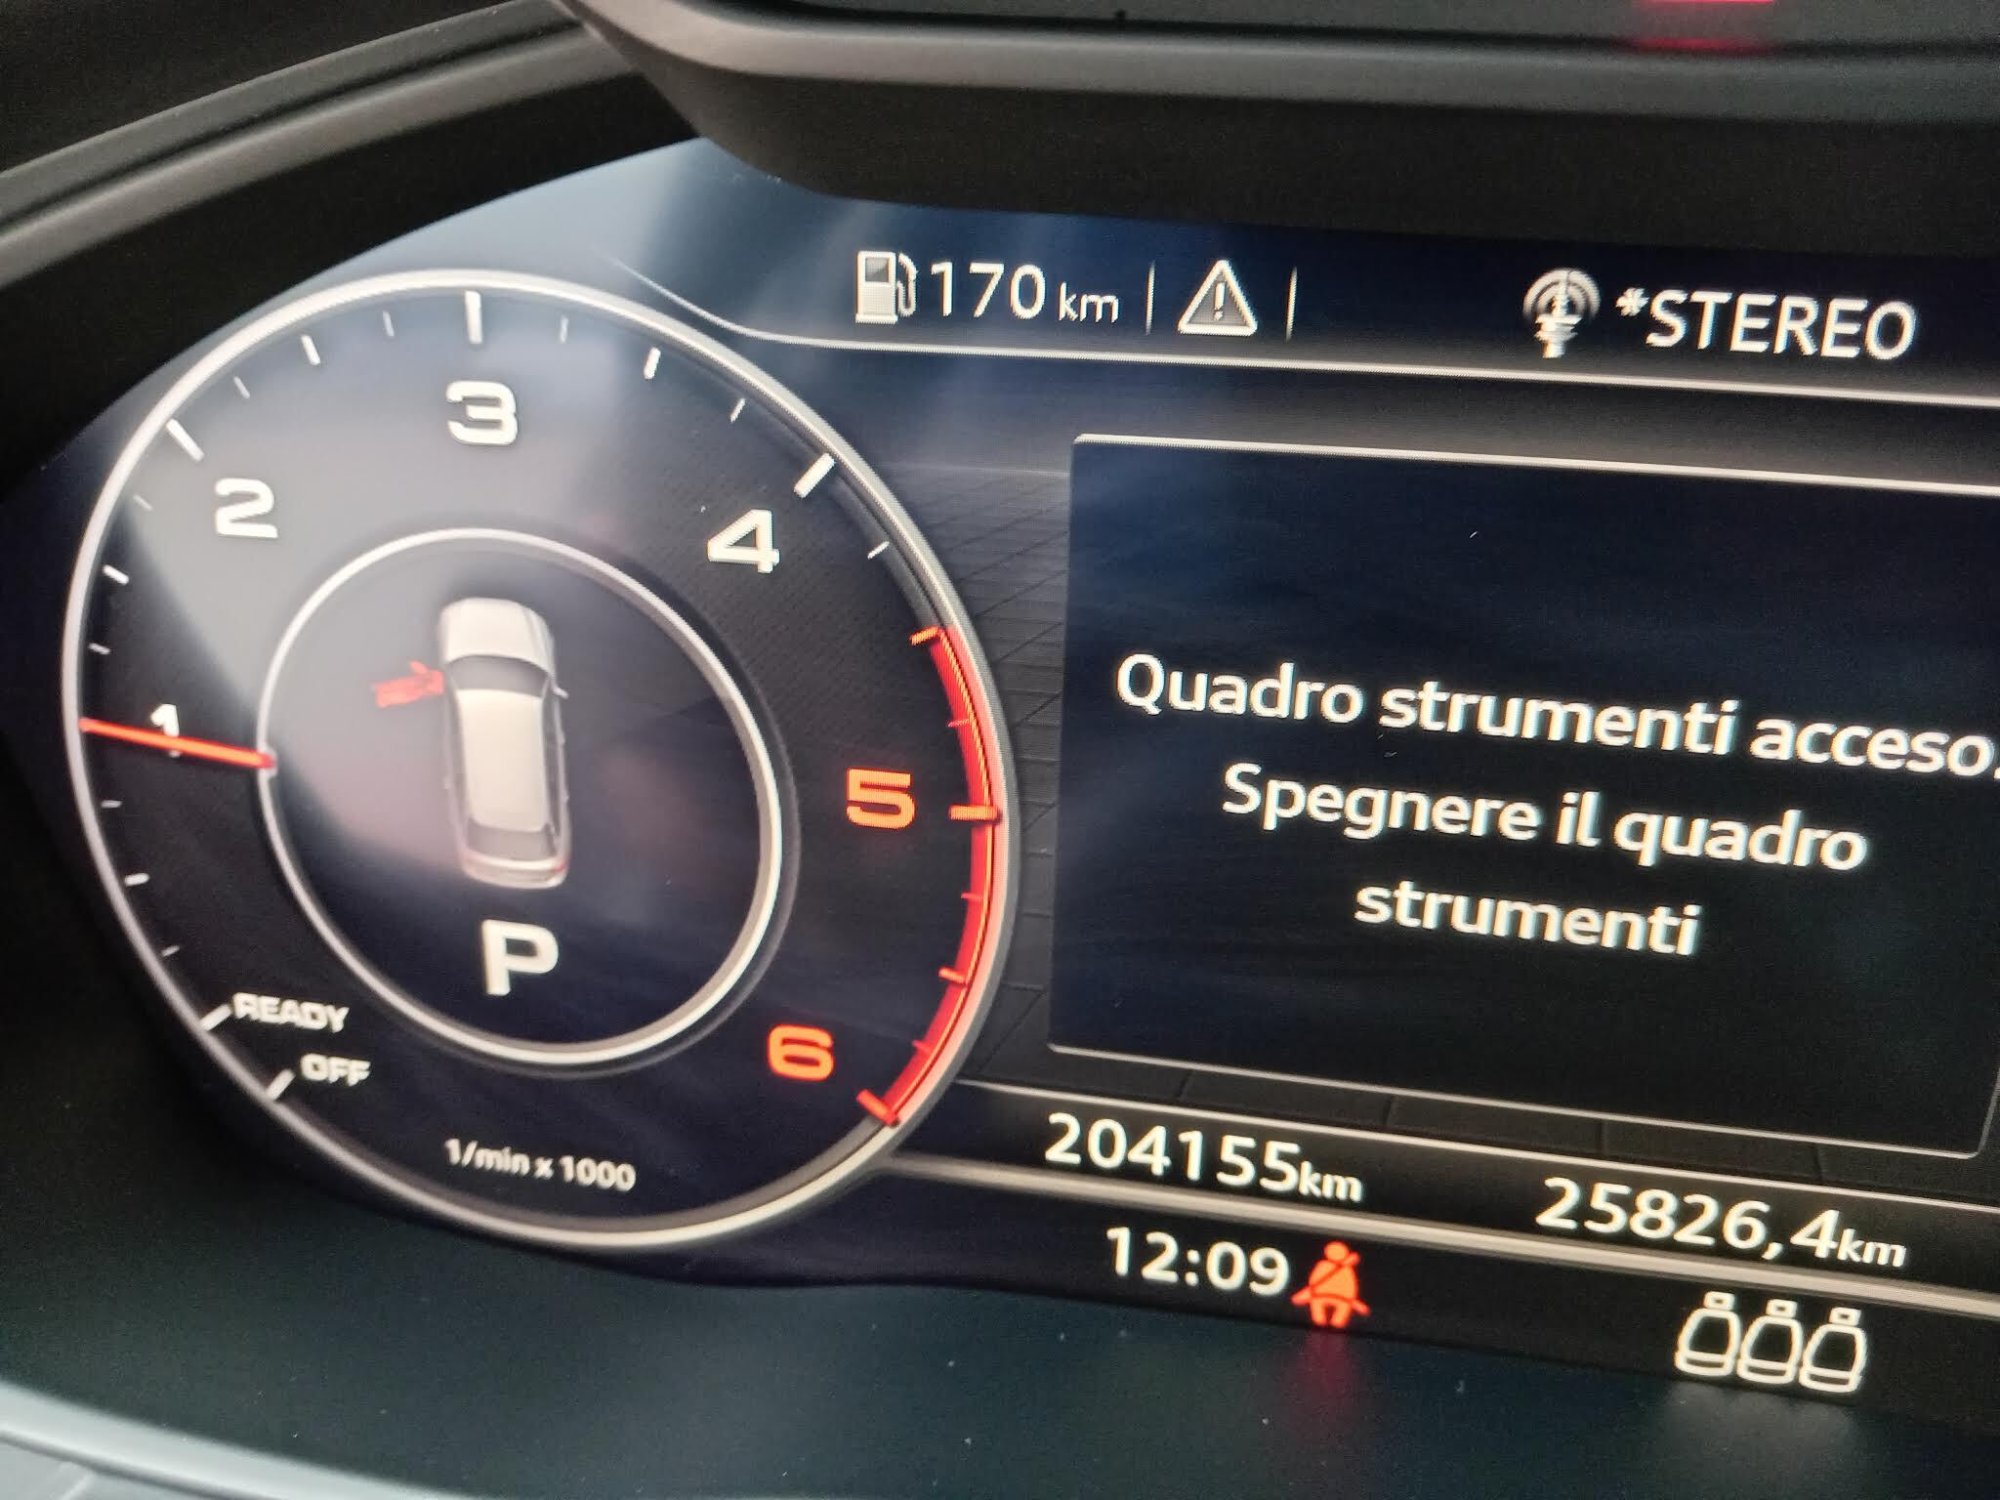 170 km
*STEREO
1
2
3
4
5
6
P
READY
OFF
1/min x 1000
Quadro strumenti acceso.
Spegnere il quadro
strumenti
204155km
25826,4km
12:09